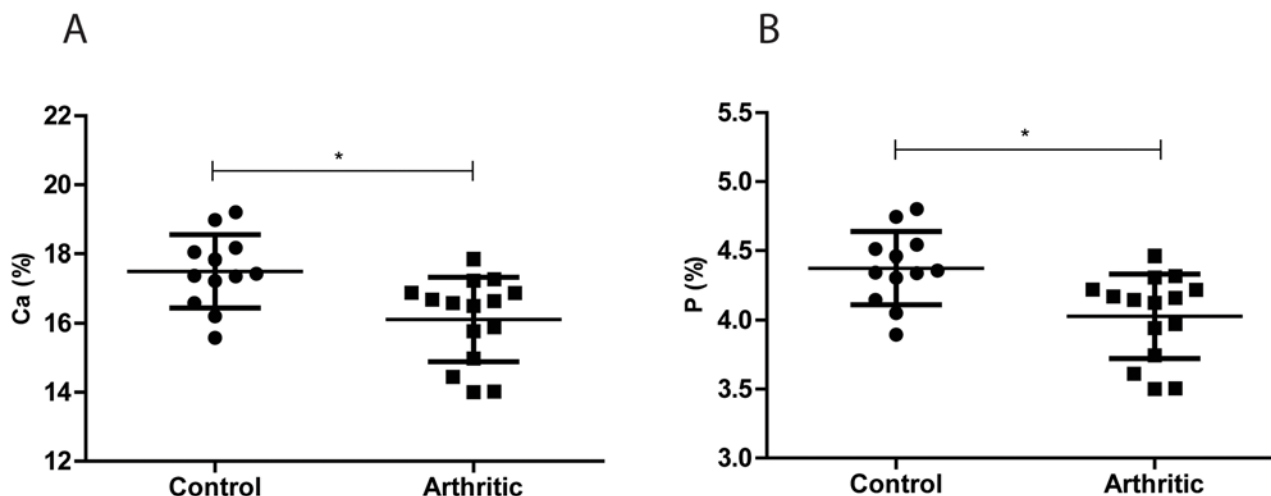 A
Ca (%)
22
20
18
16
14
12
*
Control Arthritic
B
P (%)
5.5
5.0
4.5
4.0
3.5
3.0
*
Control Arthritic